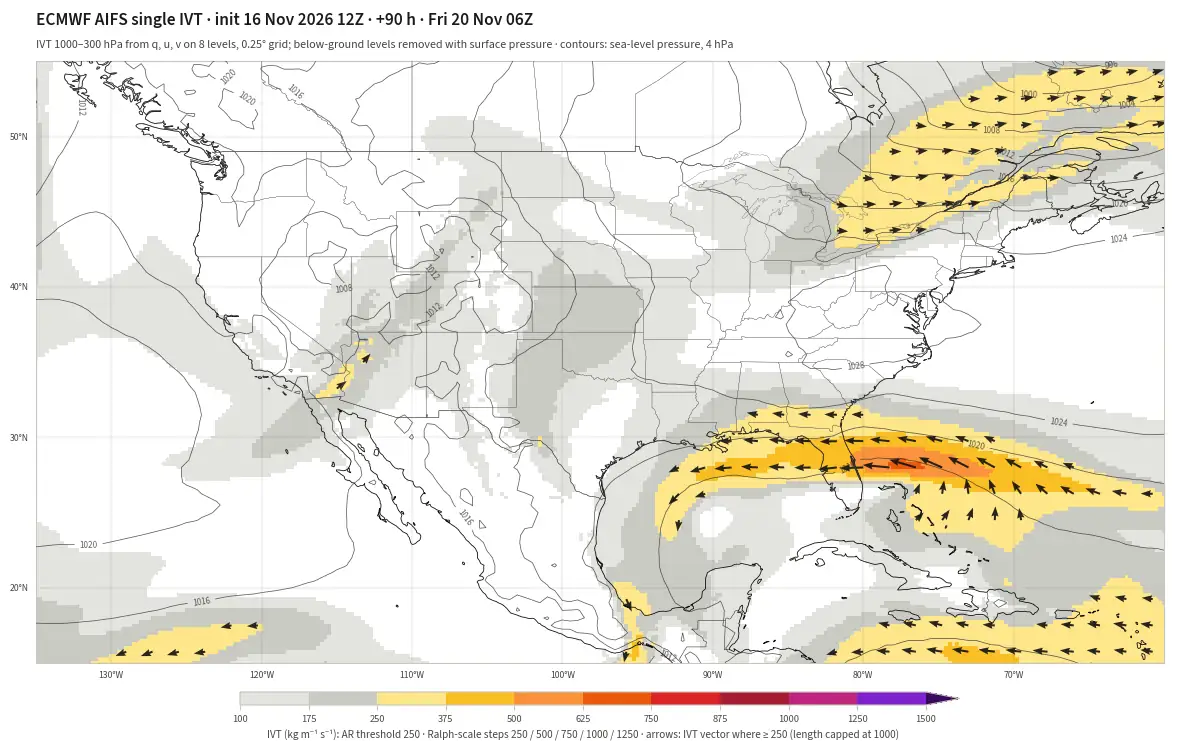 ECMWF AIFS single IVT · init 16 Nov 2026 12Z · +90 h · Fri 20 Nov 06Z
IVT 1000–300 hPa from q, u, v on 8 levels, 0.25° grid; below-ground levels removed with surface pressure · contours: sea-level pressure, 4 hPa
996
1020
1016
1020
1000
1004
1012
50°N
1008
1012
1016
1020
1024
1012
40°N
1008
1012
1028
1024
30°N
1020
1016
1020
20°N
1016
1012
130°W 120°W 110°W 100°W 90°W 80°W 70°W
100 175 250 375 500 625 750 875 1000 1250 1500
IVT (kg m⁻¹ s⁻¹): AR threshold 250 · Ralph-scale steps 250 / 500 / 750 / 1000 / 1250 · arrows: IVT vector where ≥ 250 (length capped at 1000)